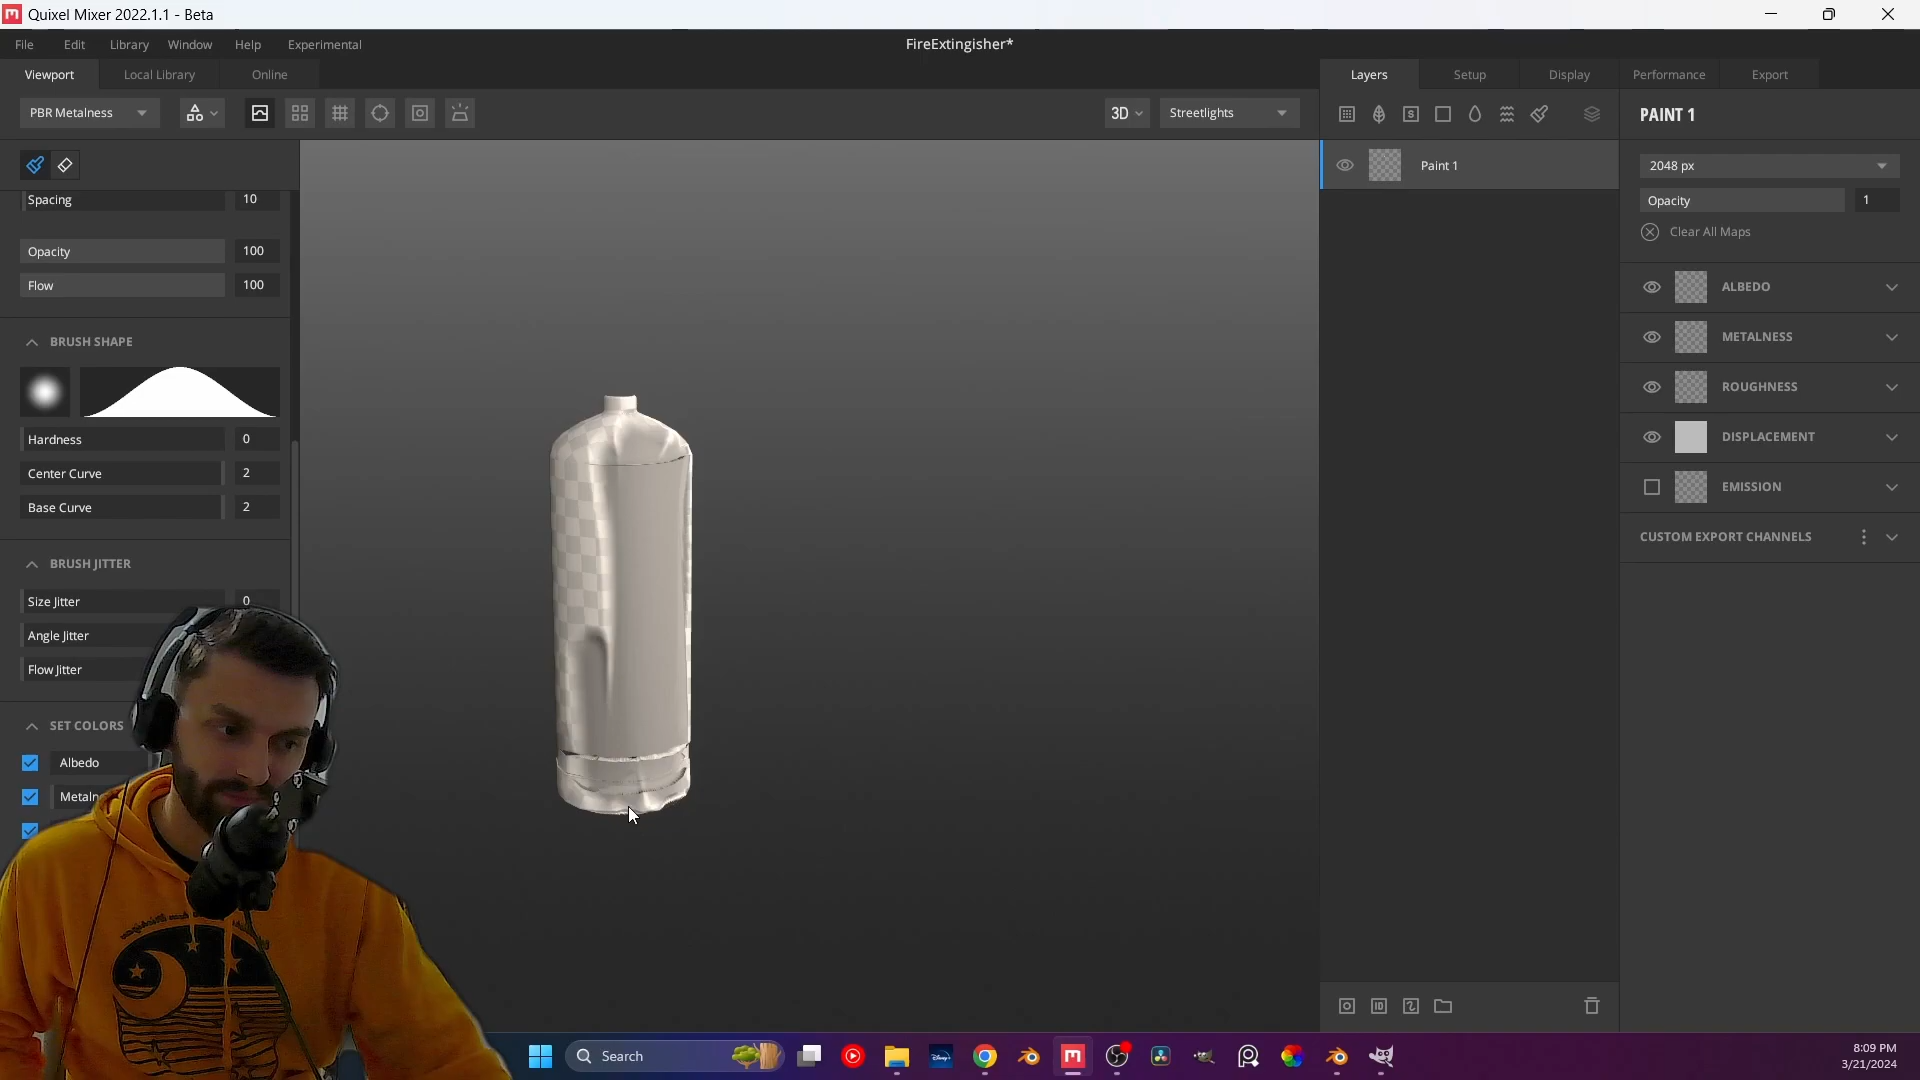 Quixel Mixer 2022.1.1 - Beta
File Edit Library Window Help Experimental
FireExtingisher*
Viewport Local Library Online
Layers Setup Display Performance Export
PBR Metalness
3D
Streetlights
PAINT 1
Paint 1
2048 px
Opacity 1
Clear All Maps
ALBEDO
METALNESS
ROUGHNESS
DISPLACEMENT
EMISSION
CUSTOM EXPORT CHANNELS
Spacing 10
Opacity 100
Flow 100
BRUSH SHAPE
Hardness 0
Center Curve 2
Base Curve 2
BRUSH JITTER
Size Jitter 0
Angle Jitter
Flow Jitter
SET COLORS
Albedo
Metaln
Search
8:09 PM
3/21/2024